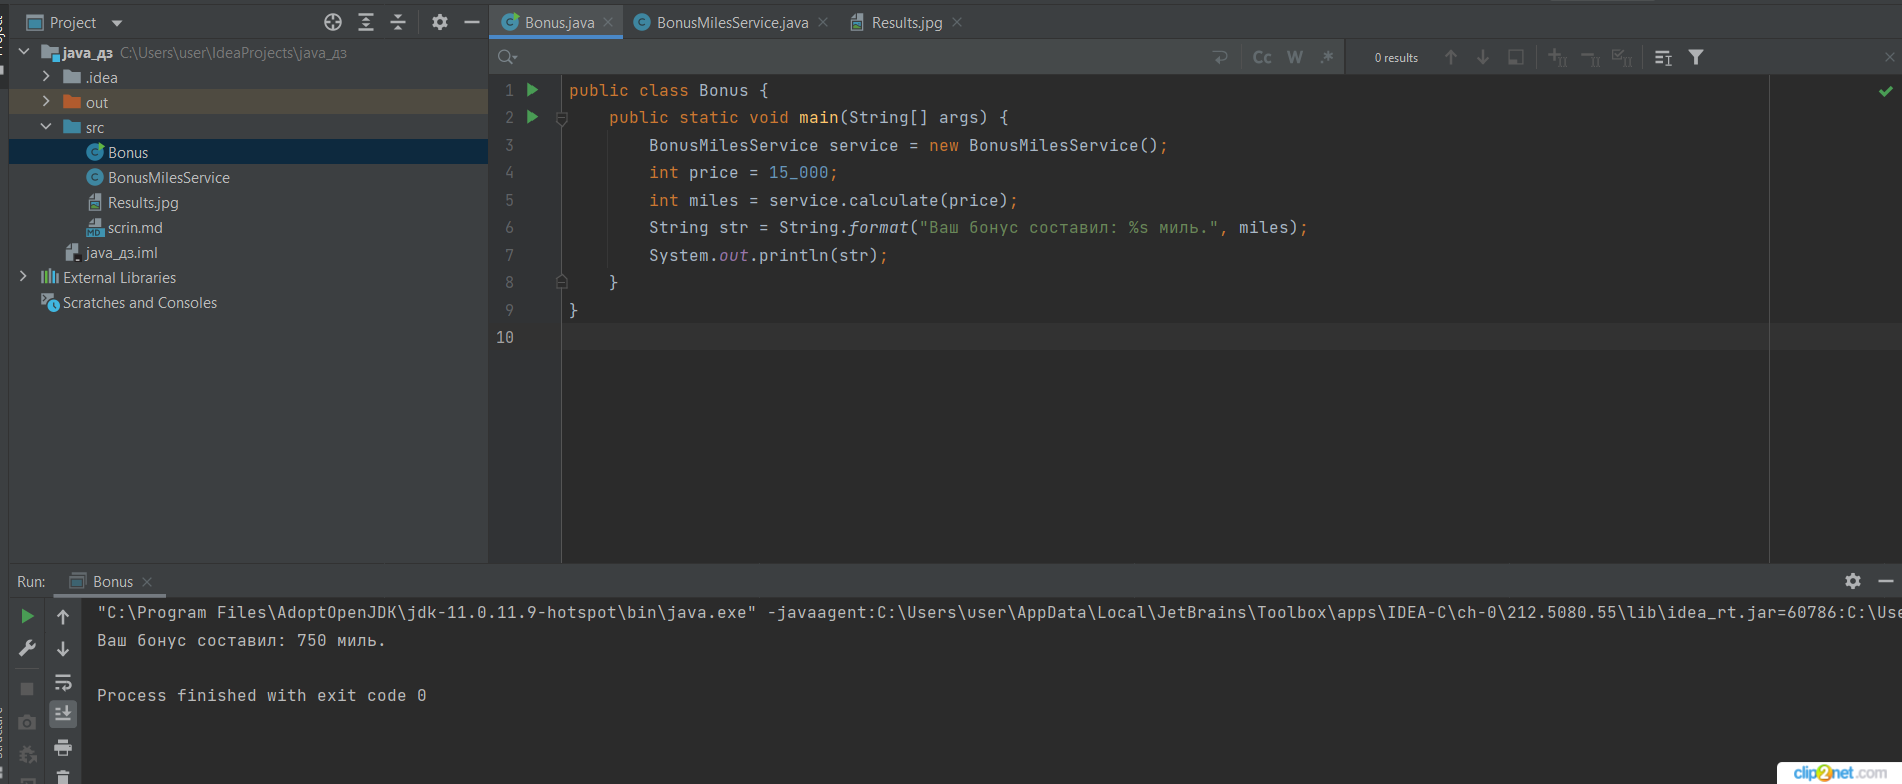 Project
java_дз C:\Users\user\IdeaProjects\java_дз
.idea
out
src
Bonus
BonusMilesService
Results.jpg
scrin.md
java_дз.iml
External Libraries
Scratches and Consoles
Bonus.java
BonusMilesService.java
Results.jpg
Cc W .* 0 results
1 public class Bonus {
2 public static void main(String[] args) {
3 BonusMilesService service = new BonusMilesService();
4 int price = 15_000;
5 int miles = service.calculate(price);
6 String str = String.format("Ваш бонус составил: %s миль.", miles);
7 System.out.println(str);
8 }
9 }
10
Run: Bonus
"C:\Program Files\AdoptOpenJDK\jdk-11.0.11.9-hotspot\bin\java.exe" -javaagent:C:\Users\user\AppData\Local\JetBrains\Toolbox\apps\IDEA-C\ch-0\212.5080.55\lib\idea_rt.jar=60786:C:\Use
Ваш бонус составил: 750 миль.
Process finished with exit code 0
clip2net.com